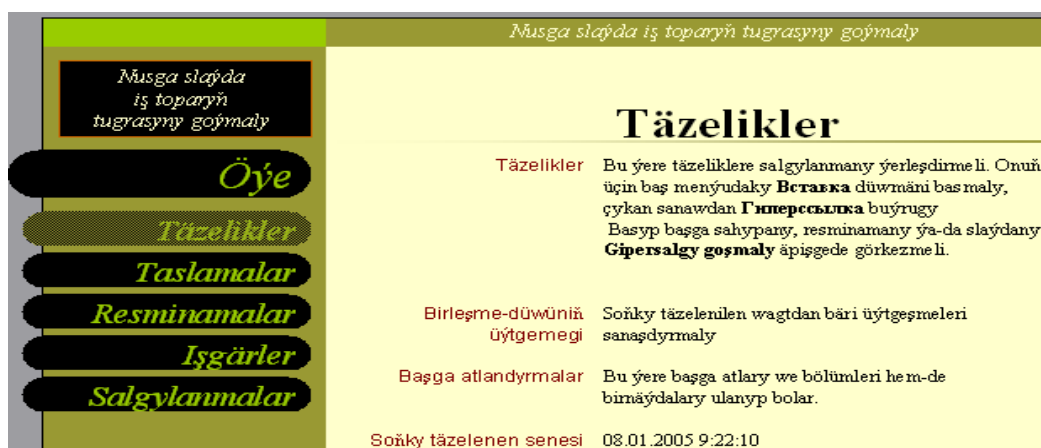 Nusga slaýda iş toparyň tugrasyny goýmaly
Nusga slaýda
iş toparyň
tugrasyny goýmaly
Öýe
Täzelikler
Taslamalar
Resminamalar
Işgärler
Salgylanmalar
Täzelikler
Täzelikler Bu ýere täzeliklere salgylanmany ýerleşdirmeli. Onuň
üçin baş menýudaky Вставка düwmäni basmaly,
çykan sanawdan Гиперссылка buýrugy
Basyp başga sahypany, resminamany ýa-da slaýdany
Gipersalgy goşmaly äpişgede görkezmeli.
Birleşme-düwüniň Soňky täzelenilen wagtdan bäri üýtgeşmeleri
üýtgemegi sanaşdyrmaly
Başga atlandyrmalar Bu ýere başga atlary we bölümleri hem-de
birnäýdalary ulanyp bolar.
Soňky täzelenen senesi 08.01.2005 9:22:10